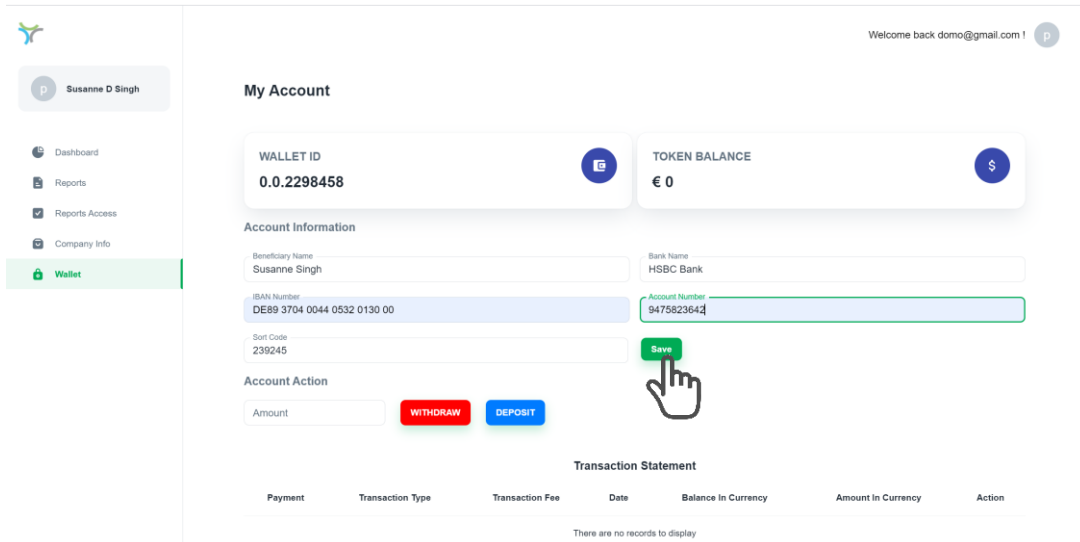 Welcome back domo@gmail.com !
p
p
Susanne D Singh
My Account
Dashboard
Reports
Reports Access
Company Info
Wallet
WALLET ID
0.0.2298458
TOKEN BALANCE
€ 0
$
Account Information
Beneficiary Name
Susanne Singh
Bank Name
HSBC Bank
IBAN Number
DE89 3704 0044 0532 0130 00
Account Number
9475823642
Sort Code
239245
Save
Account Action
Amount
WITHDRAW
DEPOSIT
Transaction Statement
Payment Transaction Type Transaction Fee Date Balance In Currency Amount In Currency Action
There are no records to display